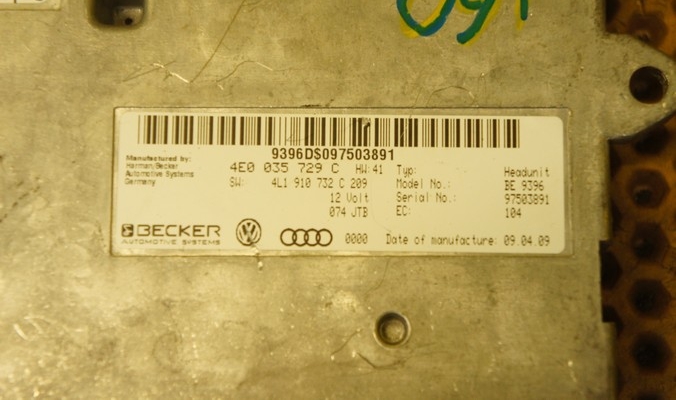 9396D$097503891
Manufactured by:
Harman/Becker
Automotive Systems
Germany
4E0 035 729 C HW:41
SW: 4L1 910 732 C 209
12 Volt
074 JTB
Typ: Headunit
Model No.: BE 9396
Serial No.: 97503891
EC: 104
BECKER
AUTOMOTIVE SYSTEMS
0000 Date of manufacture: 09.04.09